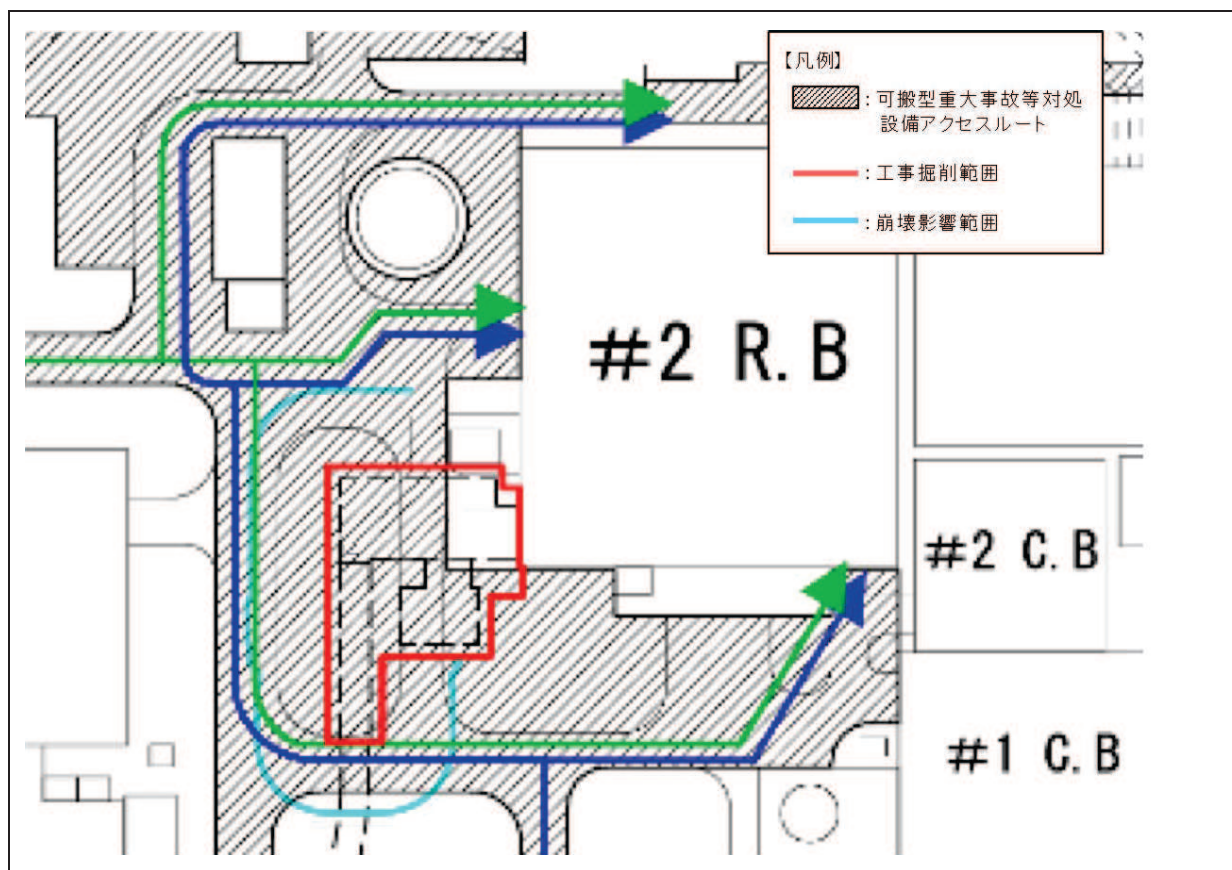 【凡例】
：可搬型重大事故等対処
設備アクセスルート
：工事掘削範囲
：崩壊影響範囲
#2 R.B
#2 C.B
#1 C.B